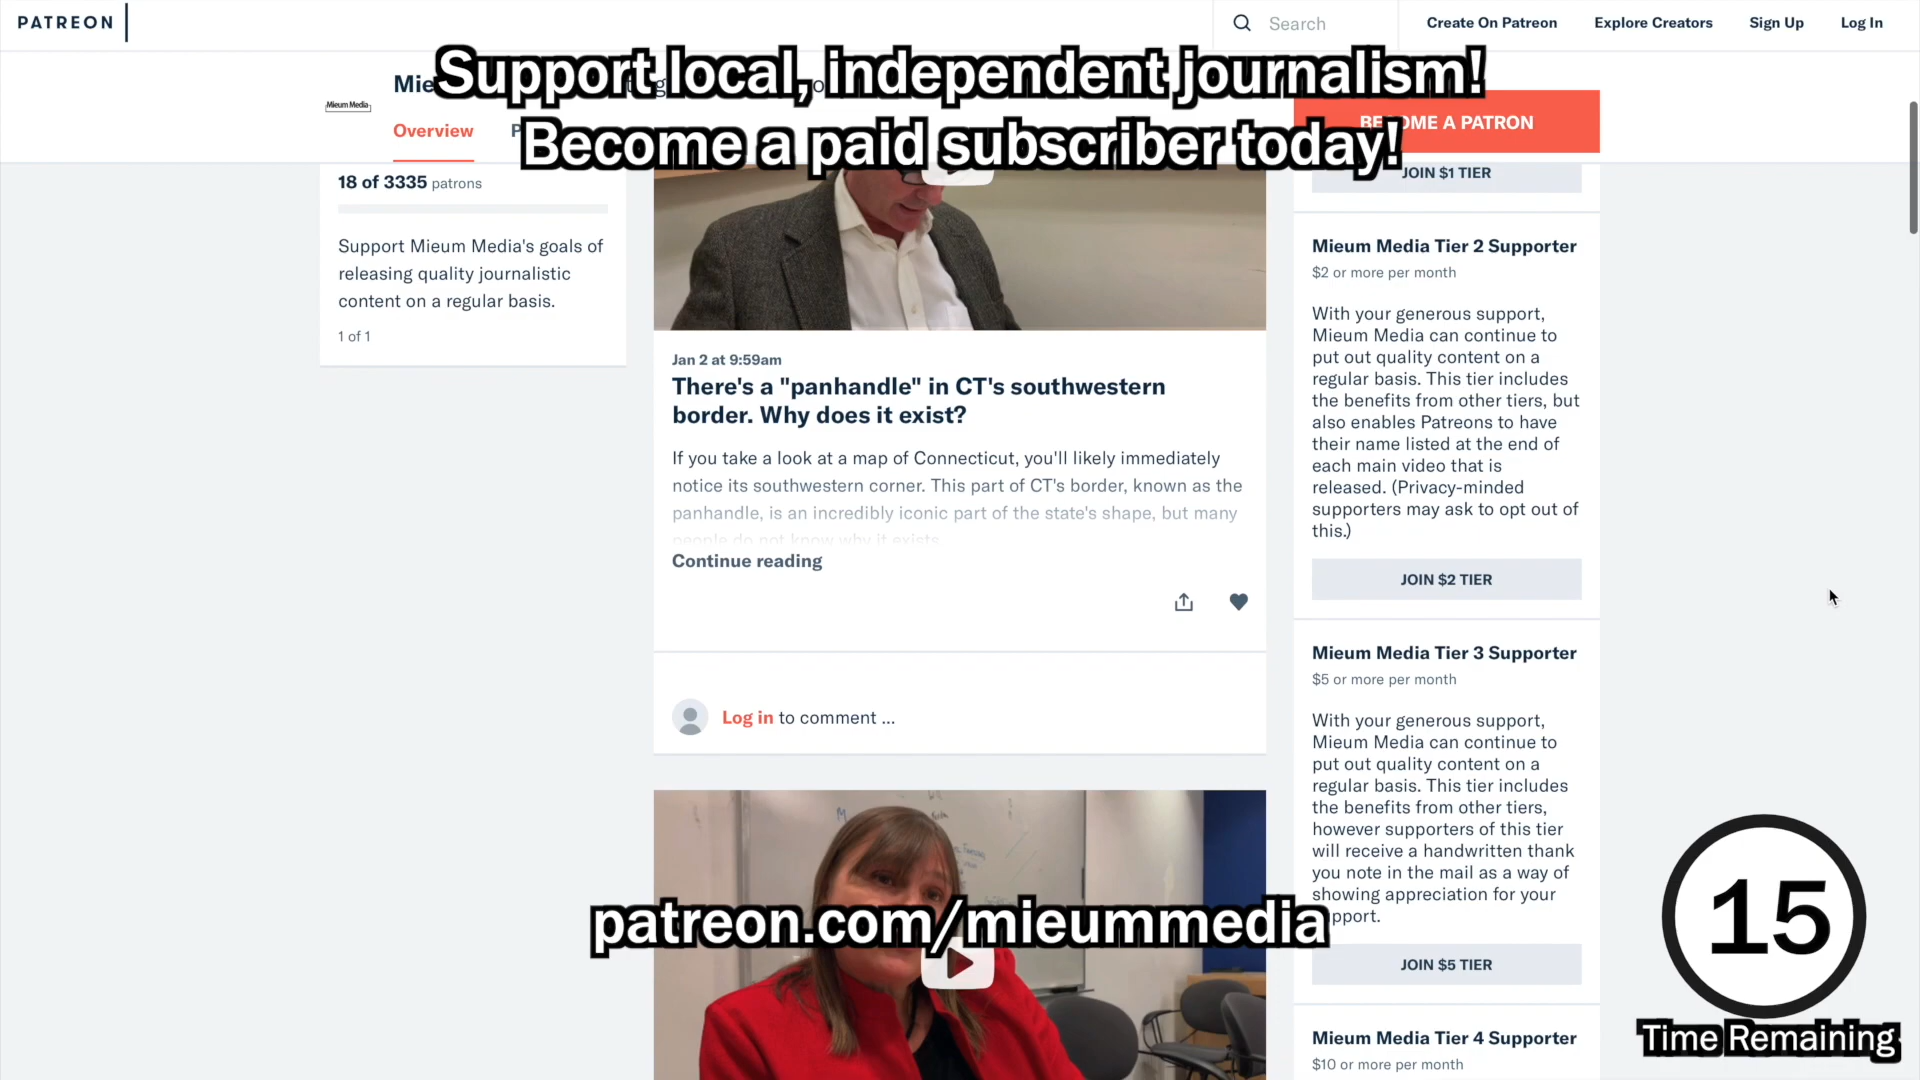 PATREON
Search
Create On Patreon
Explore Creators
Sign Up
Log In
Support local, independent journalism!
Become a paid subscriber today!
Mieum Media
Overview
BECOME A PATRON
18 of 3335 patrons
Support Mieum Media's goals of
releasing quality journalistic
content on a regular basis.
1 of 1
Jan 2 at 9:59am
There's a "panhandle" in CT's southwestern
border. Why does it exist?
If you take a look at a map of Connecticut, you'll likely immediately
notice its southwestern corner. This part of CT's border, known as the
panhandle, is an incredibly iconic part of the state's shape, but many
people do not know why it exists.
Continue reading
Log in to comment ...
JOIN $1 TIER
Mieum Media Tier 2 Supporter
$2 or more per month
With your generous support,
Mieum Media can continue to
put out quality content on a
regular basis. This tier includes
the benefits from other tiers, but
also enables Patreons to have
their name listed at the end of
each main video that is
released. (Privacy-minded
supporters may ask to opt out of
this.)
JOIN $2 TIER
Mieum Media Tier 3 Supporter
$5 or more per month
With your generous support,
Mieum Media can continue to
put out quality content on a
regular basis. This tier includes
the benefits from other tiers,
however supporters of this tier
will receive a handwritten thank
you note in the mail as a way of
showing appreciation for your
support.
JOIN $5 TIER
Mieum Media Tier 4 Supporter
$10 or more per month
patreon.com/mieummedia
15
Time Remaining